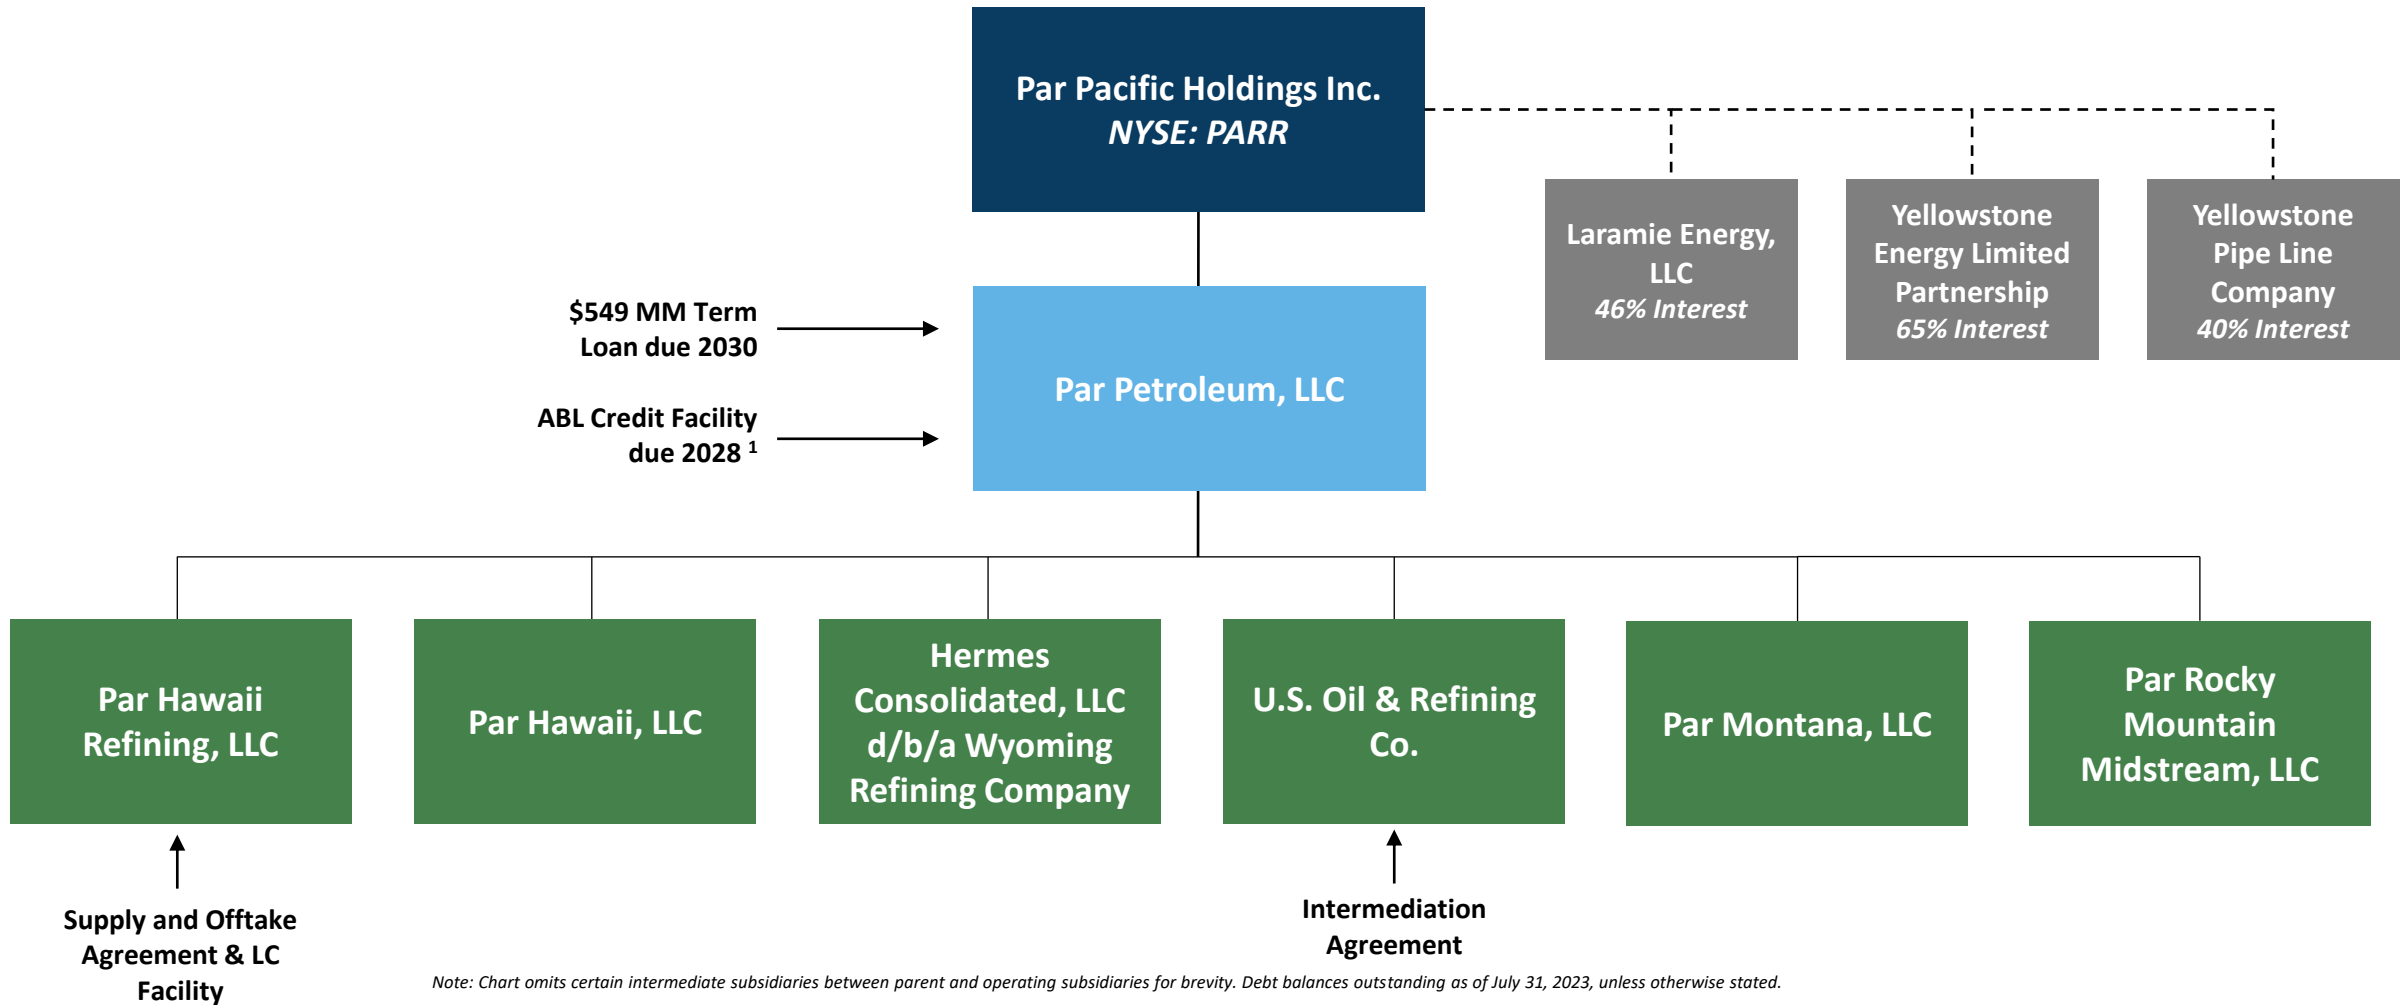 Par Pacific Holdings Inc.
NYSE: PARR
Laramie Energy,
LLC
46% Interest
Yellowstone
Energy Limited
Partnership
65% Interest
Yellowstone
Pipe Line
Company
40% Interest
$549 MM Term
Loan due 2030
ABL Credit Facility
due 2028 1
Par Petroleum, LLC
Par Hawaii
Refining, LLC
Par Hawaii, LLC
Hermes
Consolidated, LLC
d/b/a Wyoming
Refining Company
U.S. Oil & Refining
Co.
Par Montana, LLC
Par Rocky
Mountain
Midstream, LLC
Supply and Offtake
Agreement & LC
Facility
Intermediation
Agreement
Note: Chart omits certain intermediate subsidiaries between parent and operating subsidiaries for brevity. Debt balances outstanding as of July 31, 2023, unless otherwise stated.